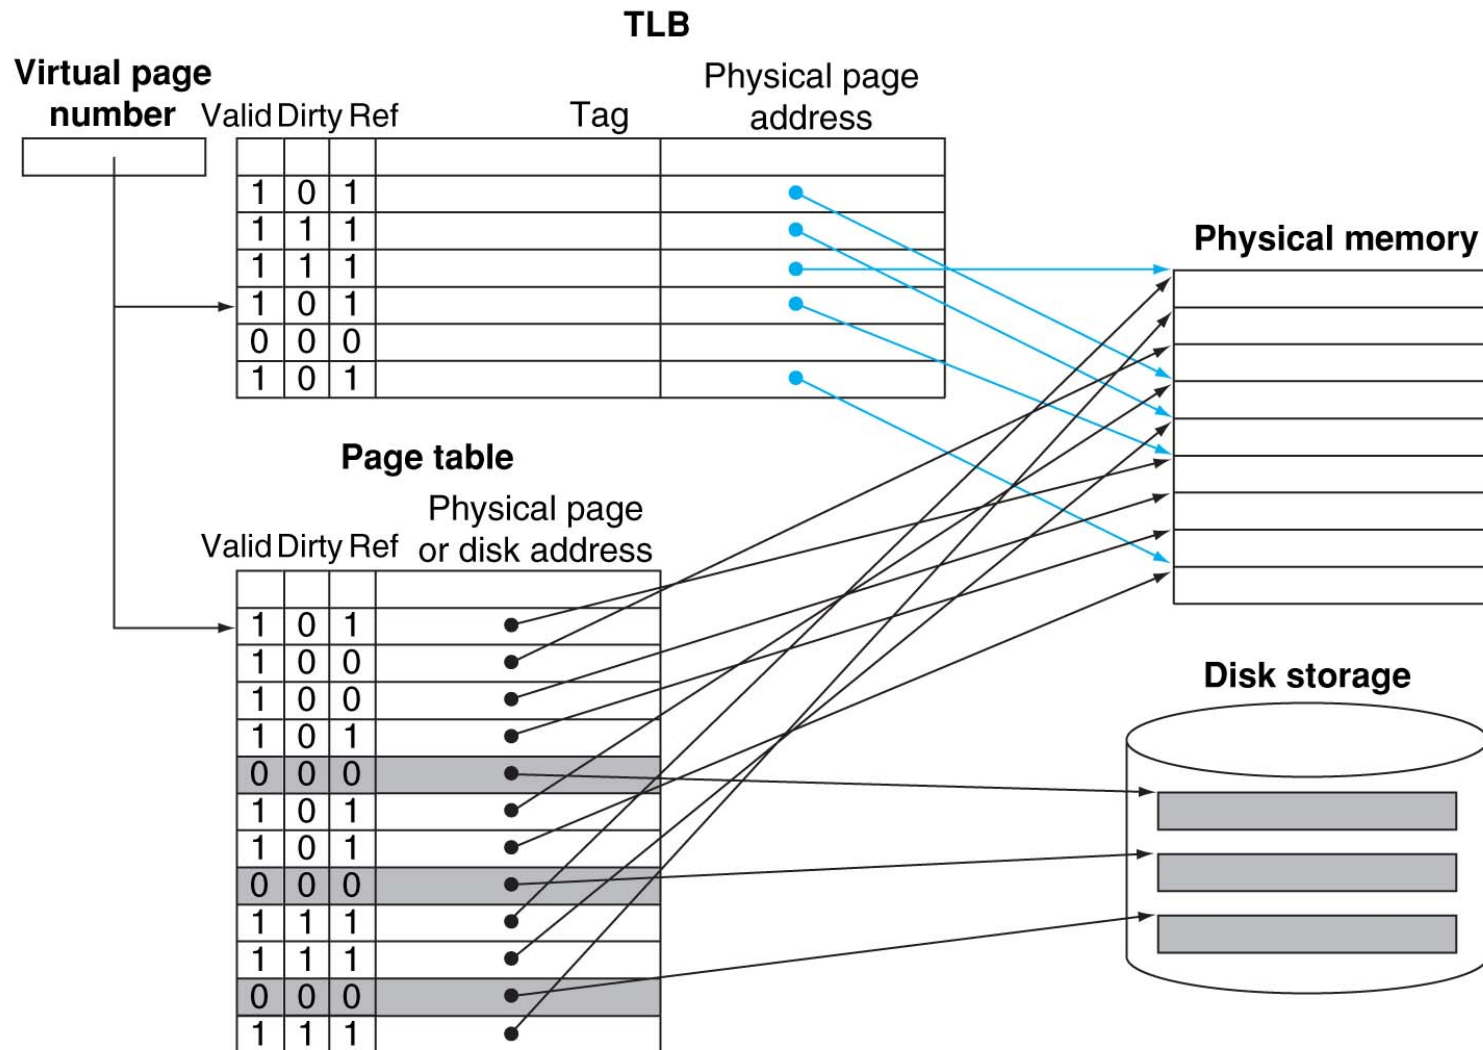 TLB
Virtual page
number
Valid Dirty Ref
Tag
Physical page
address
1 0 1
1 1 1
1 1 1
1 0 1
0 0 0
1 0 1
Physical memory
Page table
Physical page
or disk address
Valid Dirty Ref
1 0 1
1 0 0
1 0 0
1 0 1
0 0 0
1 0 1
1 0 1
0 0 0
1 1 1
1 1 1
0 0 0
1 1 1
Disk storage